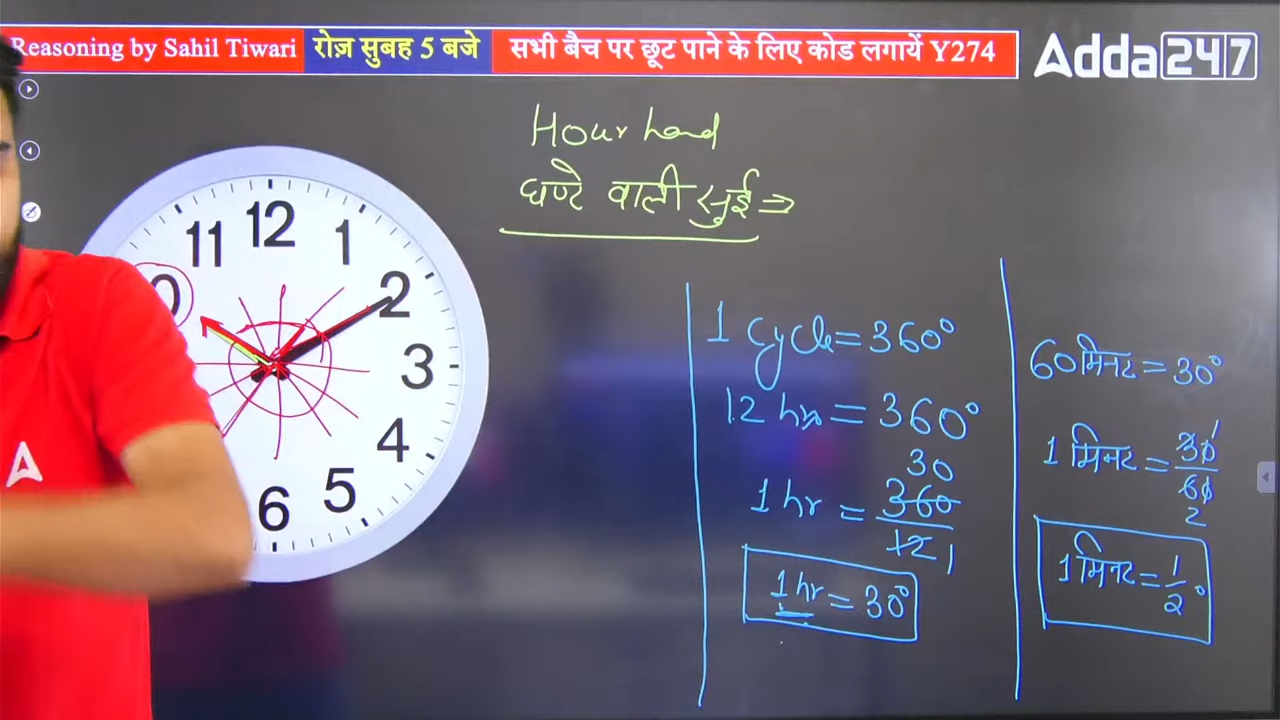 Reasoning by Sahil Tiwari रोज़ सुबह 5 बजे सभी बैच पर छूट पाने के लिए कोड लगायें Y274
Adda247
Hour hand
घण्टे वाली सुई ⇒
12
11
1
0
2
3
4
5
6
1 Cycle = 360°
12 hrs = 360°
30
1 hr = 360
12 1
1 hr = 30°
60 मिनट = 30°
1
1 मिनट = 30
60
2
1 मिनट = 1/2°